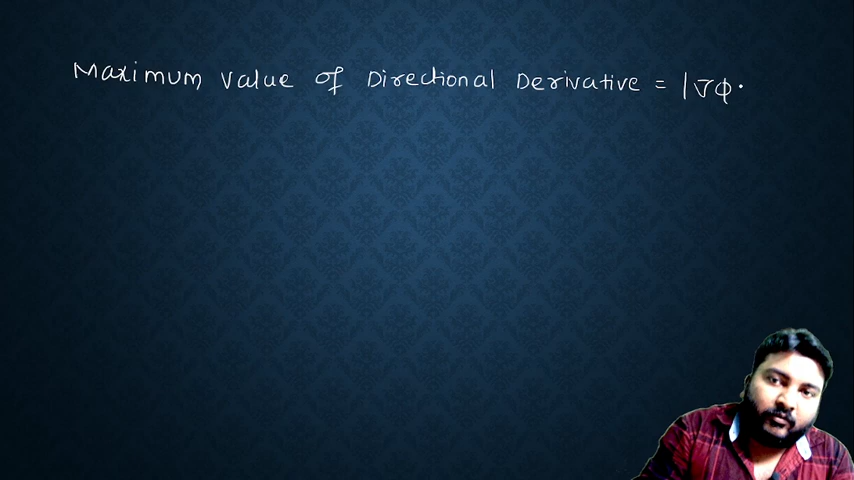 Maximum Value of Directional Derivative = |∇φ·